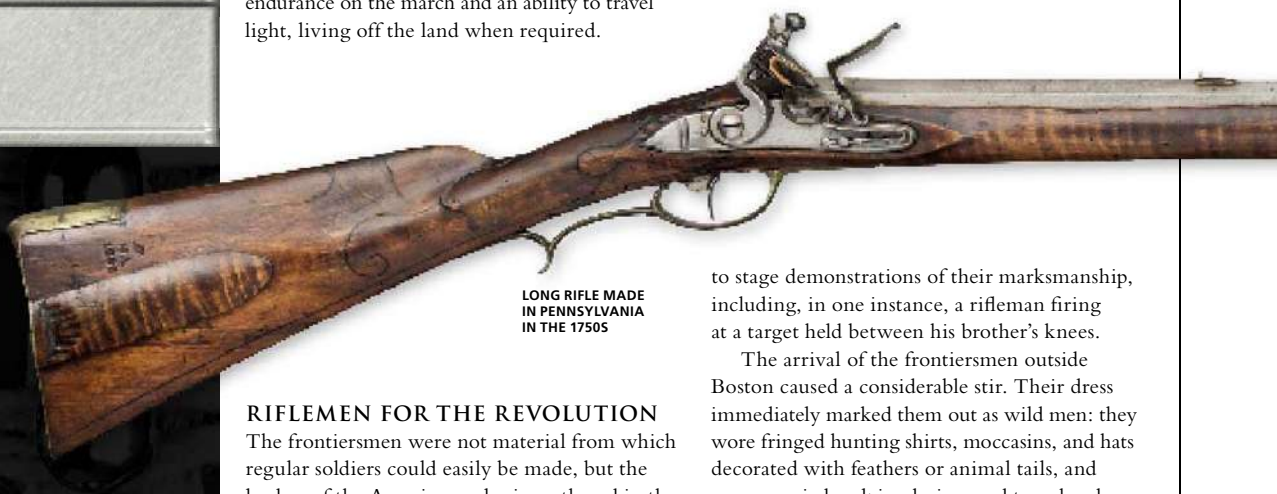 endurance on the march and an ability to travel
light, living off the land when required.
LONG RIFLE MADE
IN PENNSYLVANIA
IN THE 1750S
RIFLEMEN FOR THE REVOLUTION
The frontiersmen were not material from which
regular soldiers could easily be made, but the
to stage demonstrations of their marksmanship,
including, in one instance, a rifleman firing
at a target held between his brother's knees.
The arrival of the frontiersmen outside
Boston caused a considerable stir. Their dress
immediately marked them out as wild men: they
wore fringed hunting shirts, moccasins, and hats
decorated with feathers or animal tails, and